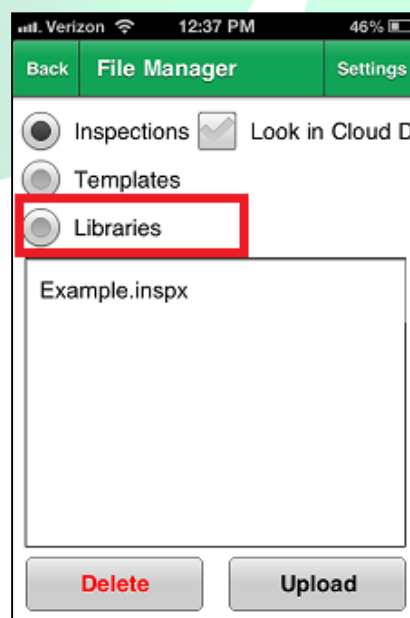 Verizon 12:37 PM 46%
Back File Manager Settings
Inspections Look in Cloud D
Templates
Libraries
Example.inspx
Delete Upload